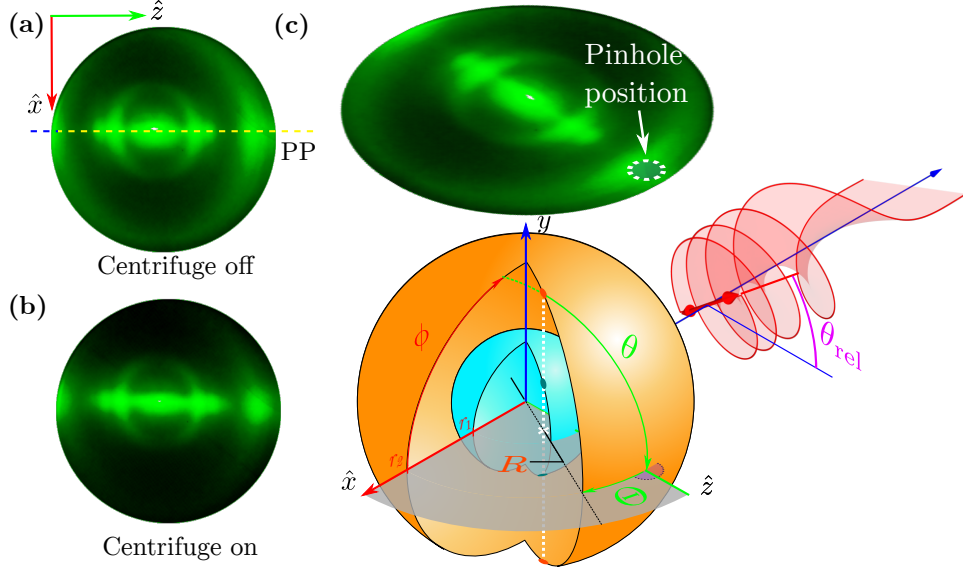 (a)
ẑ
x̂
PP
Centrifuge off
(b)
Centrifuge on
(c)
Pinhole
position
y
ϕ
θ
r₁
r₂
R
Θ
x̂
ẑ
θrel